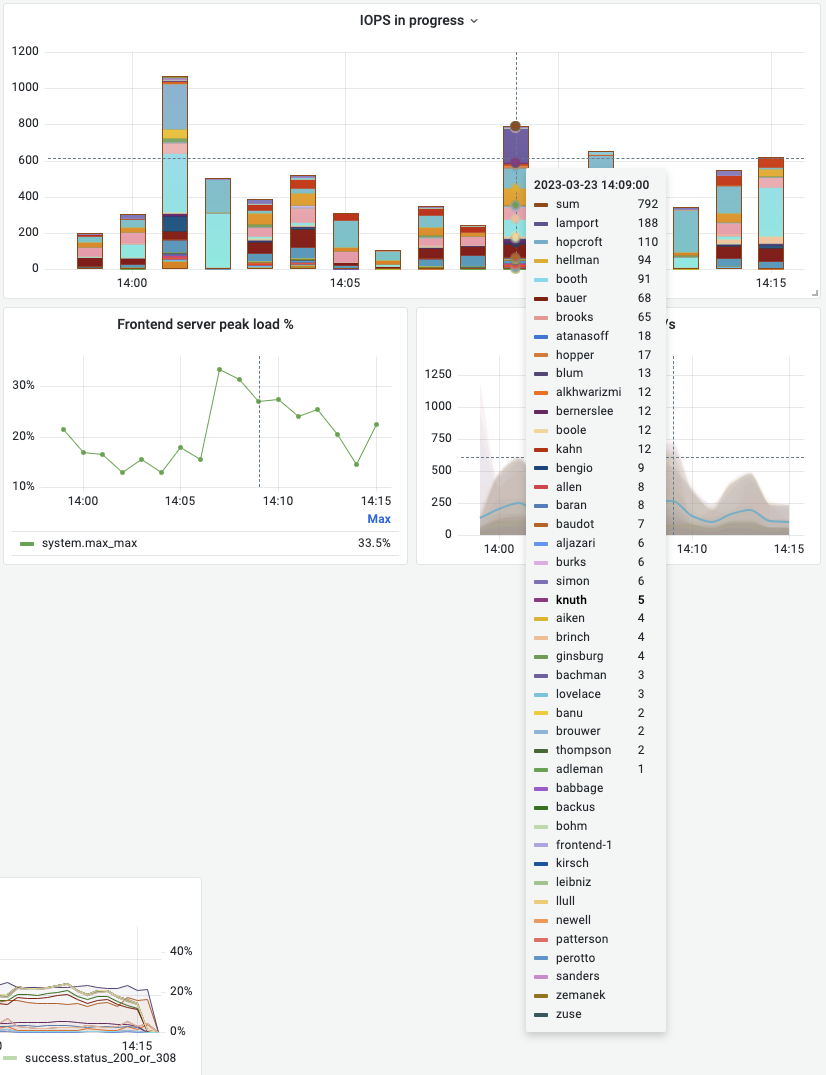 IOPS in progress
1200
1000
800
600
400
200
0
14:00
14:05
14:15
2023-03-23 14:09:00
sum 792
lamport 188
hopcroft 110
hellman 94
booth 91
bauer 68
brooks 65
atanasoff 18
hopper 17
blum 13
alkhwarizmi 12
bernerslee 12
boole 12
kahn 12
bengio 9
allen 8
baran 8
baudot 7
aljazari 6
burks 6
simon 6
knuth 5
aiken 4
brinch 4
ginsburg 4
bachman 3
lovelace 3
banu 2
brouwer 2
thompson 2
adleman 1
babbage
backus
bohm
frontend-1
kirsch
leibniz
llull
newell
patterson
perotto
sanders
zemanek
zuse
Frontend server peak load %
30%
20%
10%
14:00
14:05
14:10
14:15
Max
system.max_max 33.5%
/s
1250
1000
750
500
250
0
14:00
14:10
14:15
40%
20%
0%
0
14:15
success.status_200_or_308